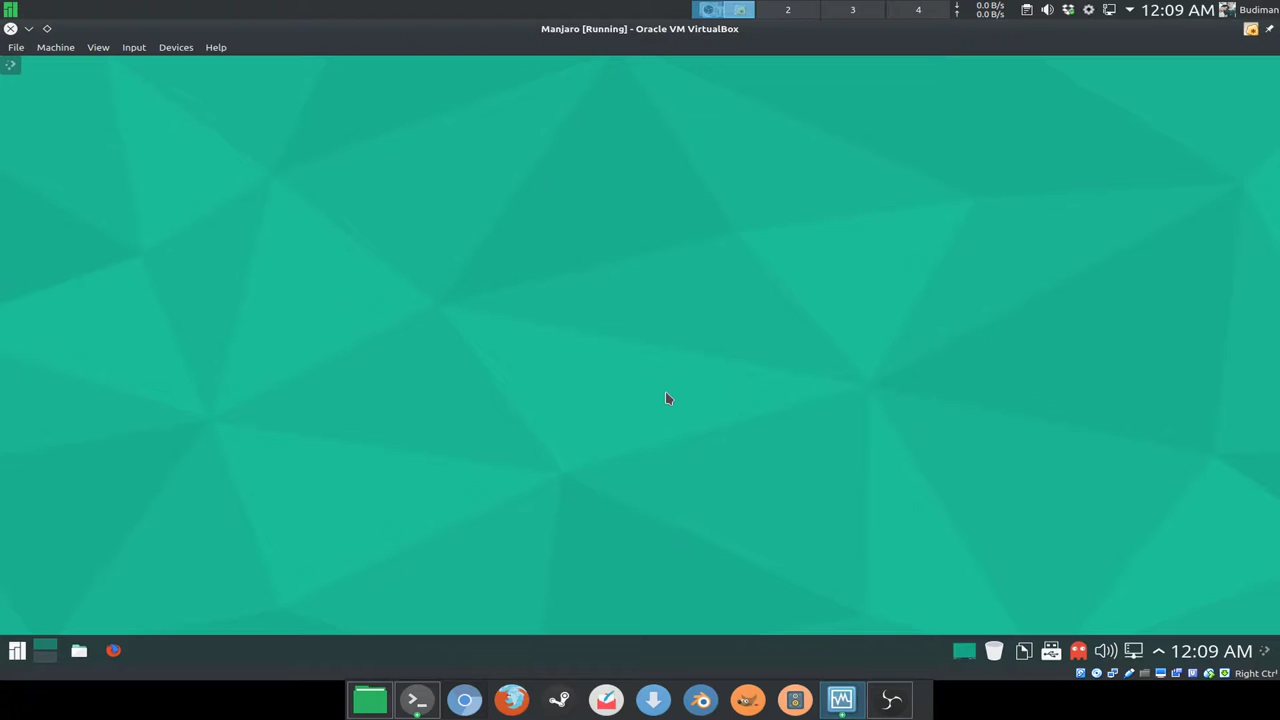 2 3 4 0.0 B/s 12:09 AM Budiman
0.0 B/s
Manjaro [Running] - Oracle VM VirtualBox
File Machine View Input Devices Help
12:09 AM
Right Ctrl